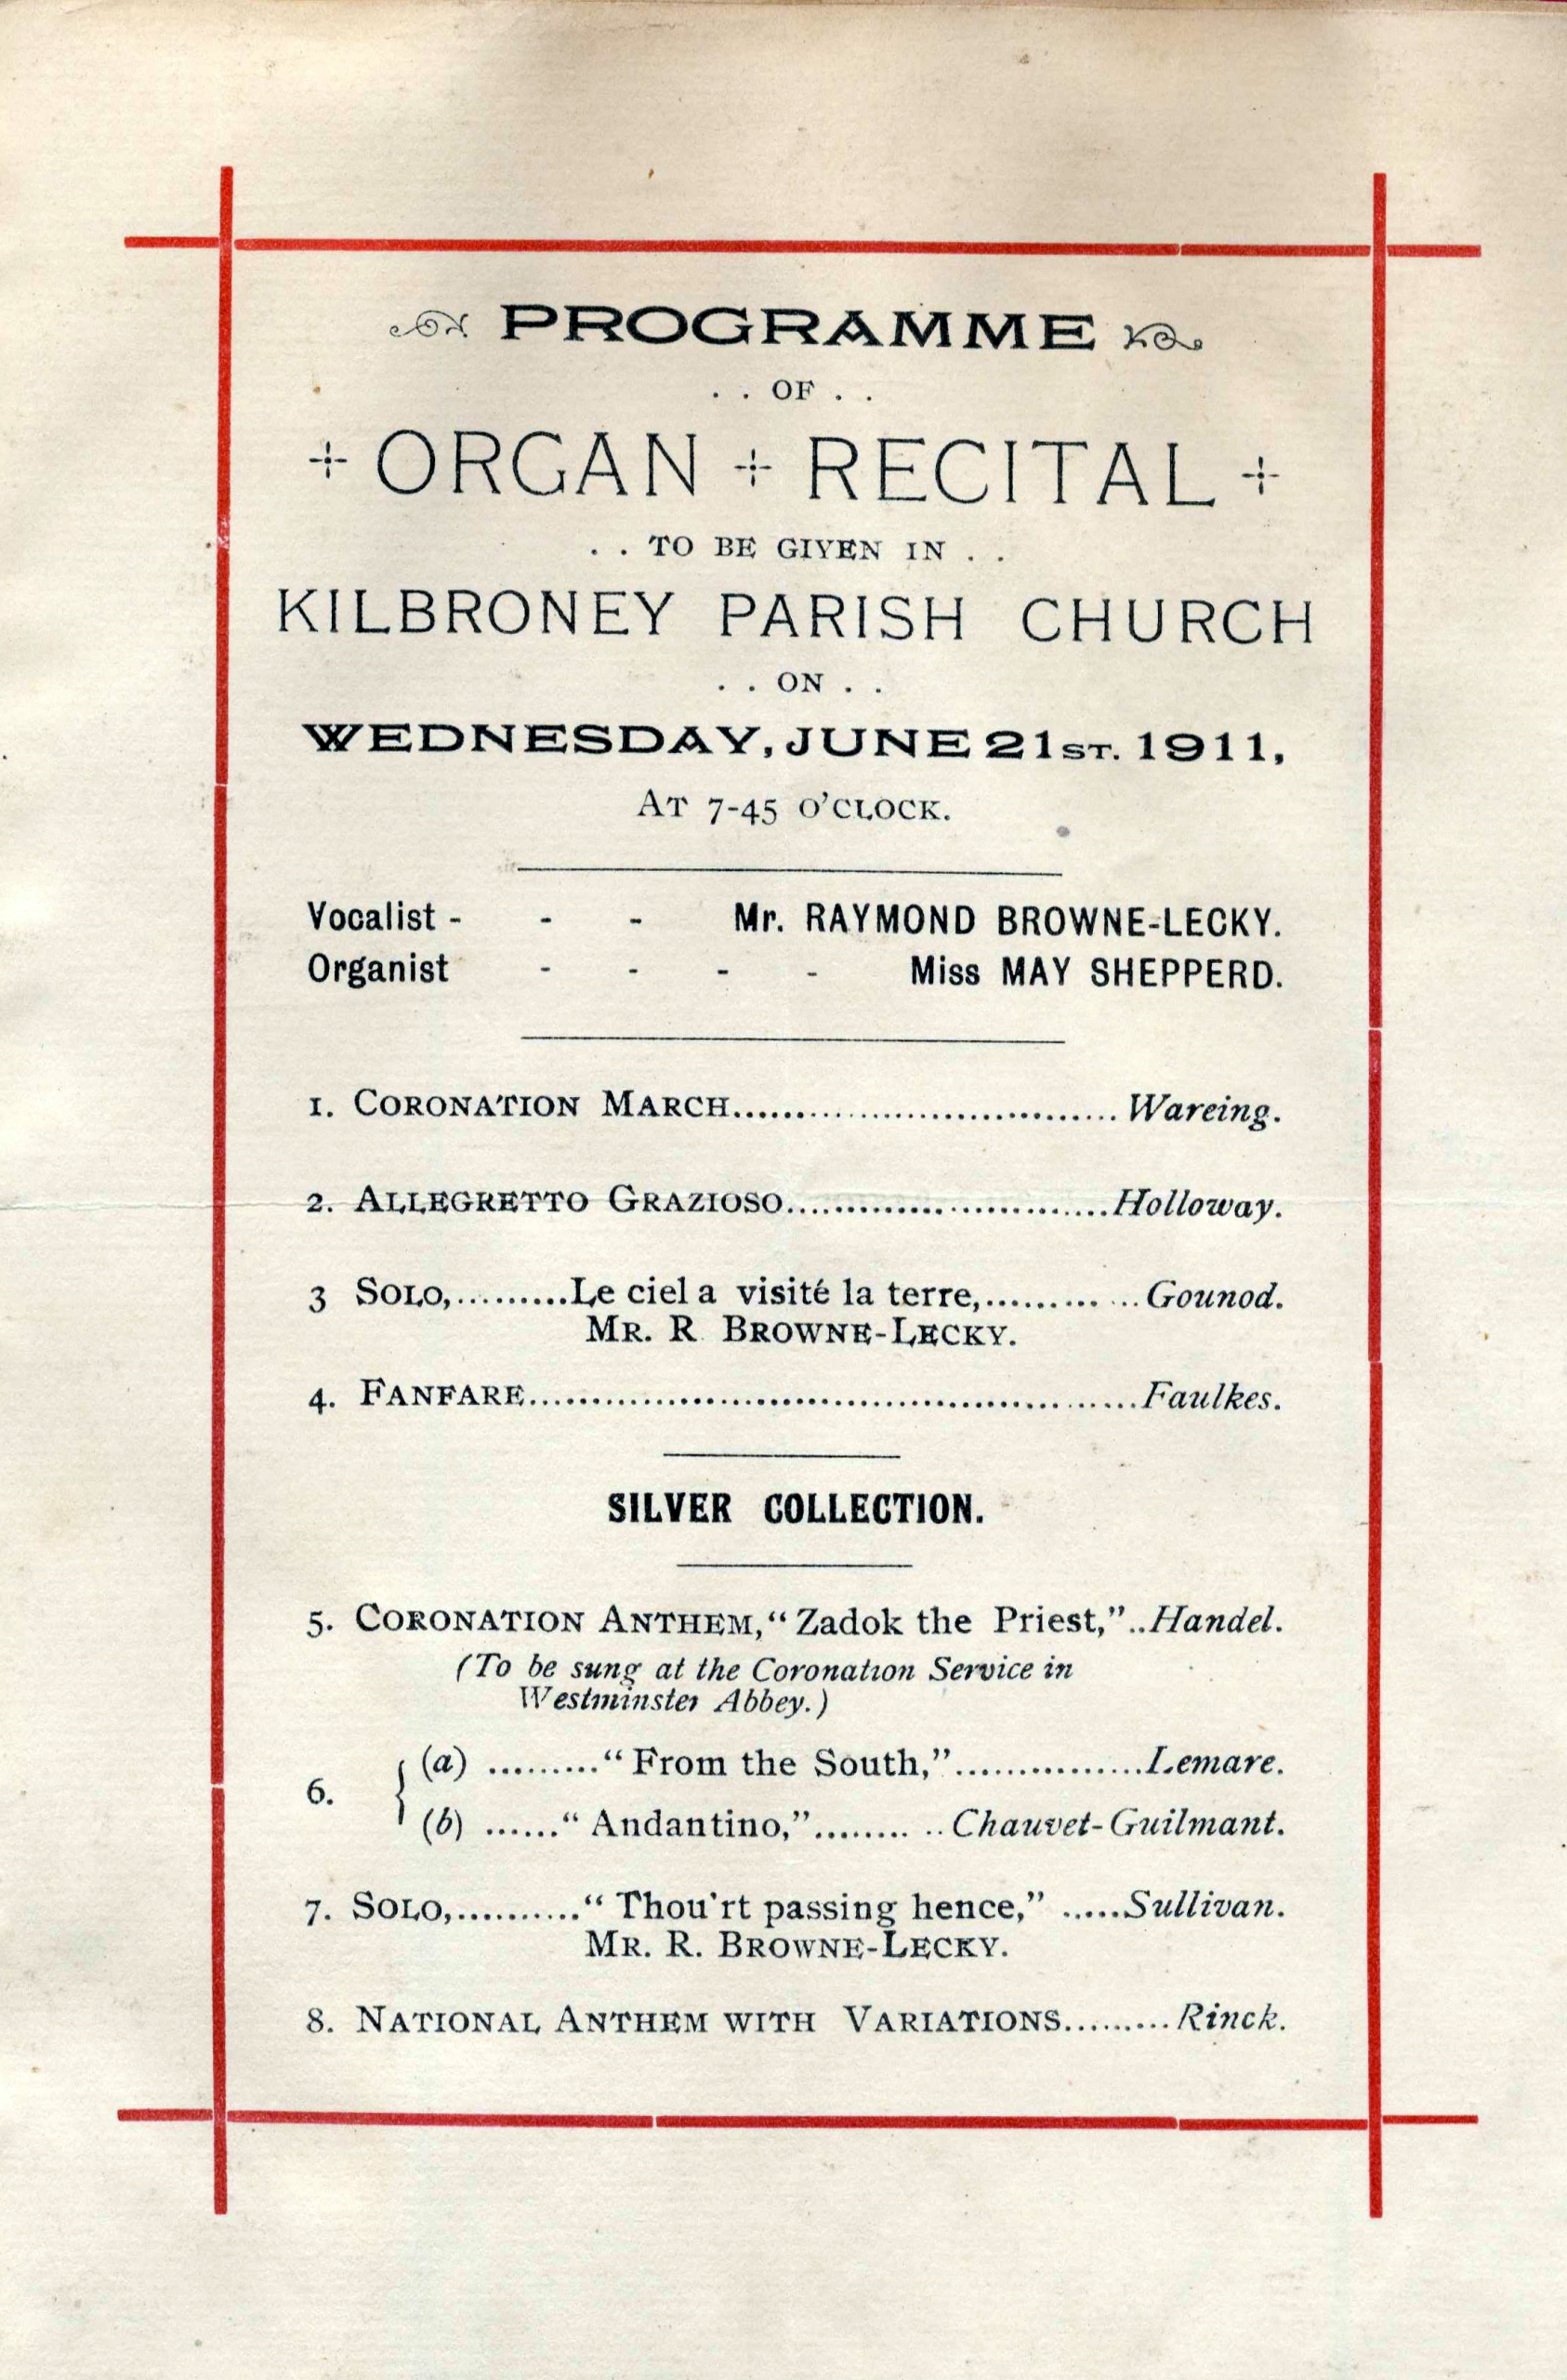 PROGRAMME
. . OF . .
ORGAN RECITAL
. . TO BE GIVEN IN . .
KILBRONEY PARISH CHURCH
. . ON . .
WEDNESDAY, JUNE 21ST. 1911,
AT 7-45 O'CLOCK.
Vocalist - - - Mr. RAYMOND BROWNE-LECKY.
Organist - - - - Miss MAY SHEPPERD.
1. CORONATION MARCH........................................ Wareing.
2. ALLEGRETTO GRAZIOSO.................................Holloway.
3 SOLO,..........Le ciel a visité la terre,............. Gounod.
MR. R BROWNE-LECKY.
4. FANFARE............................................................Faulkes.
SILVER COLLECTION.
5. CORONATION ANTHEM, "Zadok the Priest,"..Handel.
(To be sung at the Coronation Service in
Westminster Abbey.)
6. { (a) ........."From the South,"................Lemare.
(b) ......"Andantino,".......... Chauvet-Guilmant.
7. SOLO,..........."Thou'rt passing hence," .....Sullivan.
MR. R. BROWNE-LECKY.
8. NATIONAL ANTHEM WITH VARIATIONS.........Rinck.